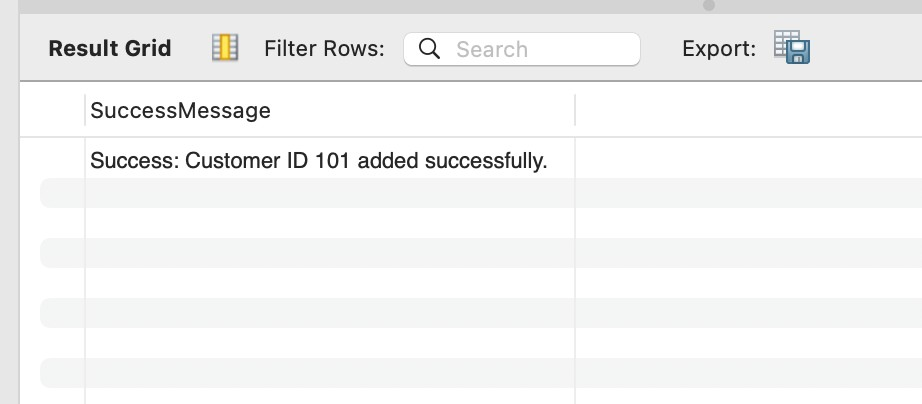 Result Grid Filter Rows: Search Export:
SuccessMessage
Success: Customer ID 101 added successfully.